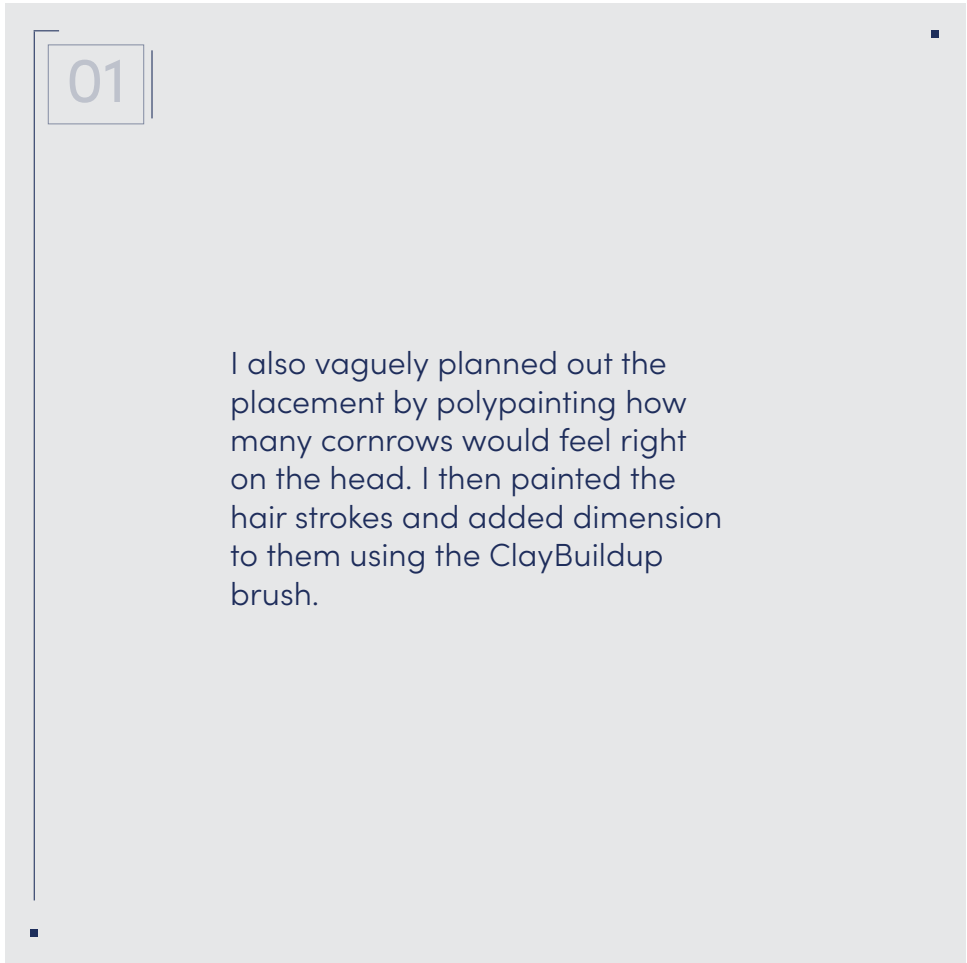 01
I also vaguely planned out the
placement by polypainting how
many cornrows would feel right
on the head. I then painted the
hair strokes and added dimension
to them using the ClayBuildup
brush.